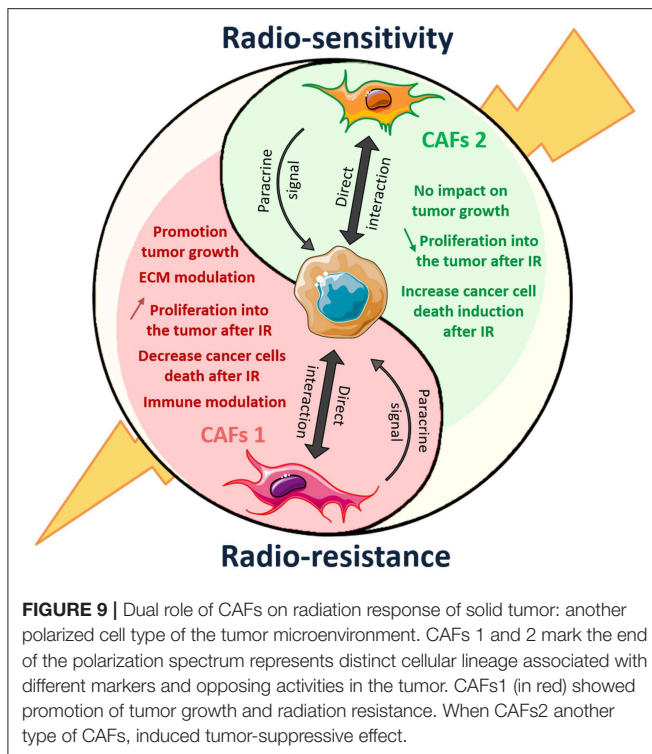 Radio-sensitivity
CAFs 2
Paracrine
signal
Direct
interaction
No impact on
tumor growth
↘ Proliferation into
the tumor after IR
Increase cancer cell
death induction
after IR
Promotion
tumor growth
ECM modulation
↗ Proliferation into
the tumor after IR
Decrease cancer cells
death after IR
Immune modulation
CAFs 1
Direct
interaction
Paracrine
signal
Radio-resistance
FIGURE 9 | Dual role of CAFs on radiation response of solid tumor: another
polarized cell type of the tumor microenvironment. CAFs 1 and 2 mark the end
of the polarization spectrum represents distinct cellular lineage associated with
different markers and opposing activities in the tumor. CAFs1 (in red) showed
promotion of tumor growth and radiation resistance. When CAFs2 another
type of CAFs, induced tumor-suppressive effect.